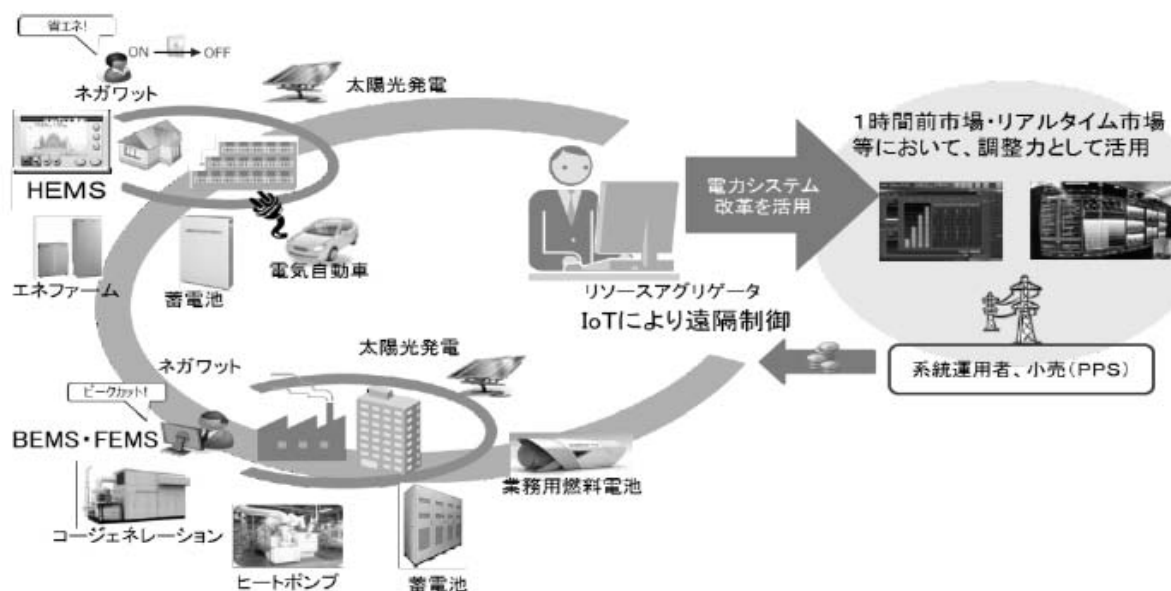 省エネ!
ON
OFF
ネガワット
太陽光発電
HEMS
エネファーム
蓄電池
電気自動車
リソースアグリゲータ
IoTにより遠隔制御
電力システム
改革を活用
1時間前市場・リアルタイム市場
等において、調整力として活用
系統運用者、小売(PPS)
ネガワット
太陽光発電
ピークカット!
BEMS・FEMS
コージェネレーション
ヒートポンプ
蓄電池
業務用燃料電池